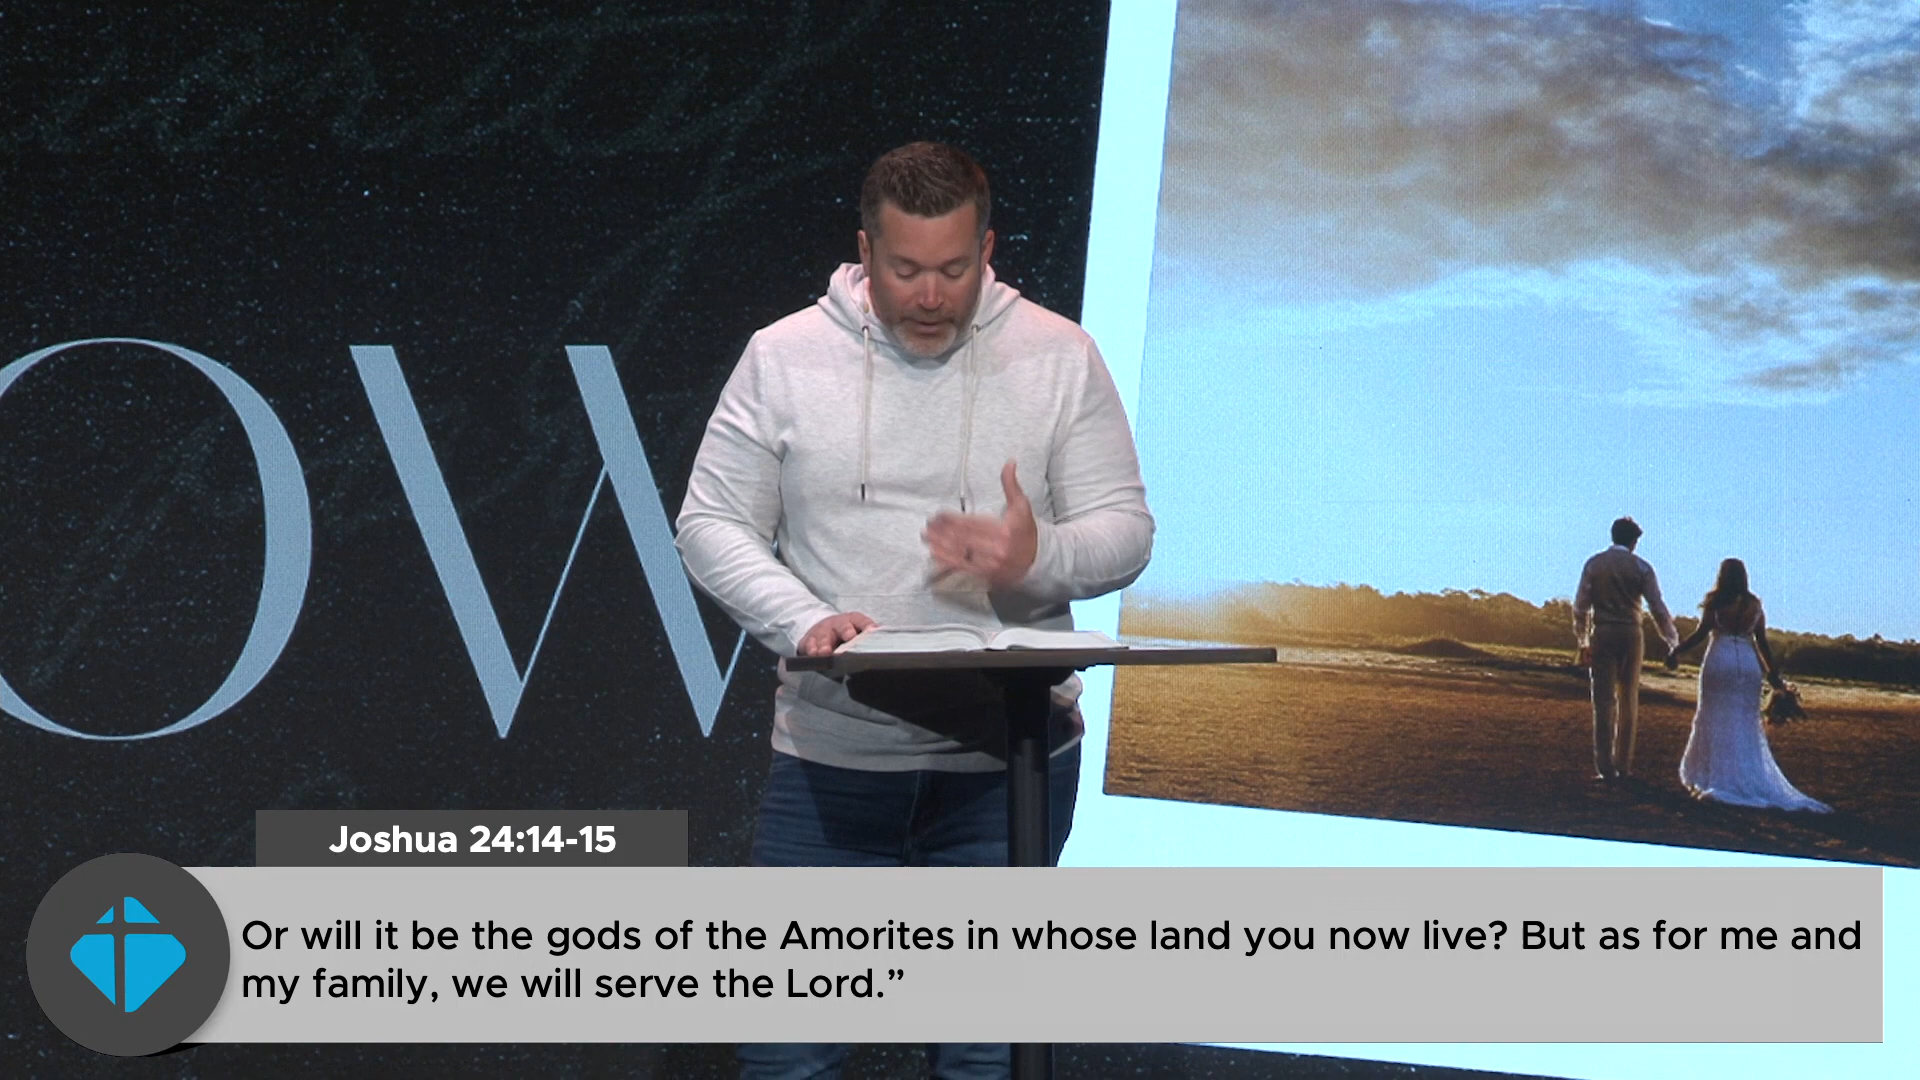 OW
Joshua 24:14-15
Or will it be the gods of the Amorites in whose land you now live? But as for me and
my family, we will serve the Lord.”